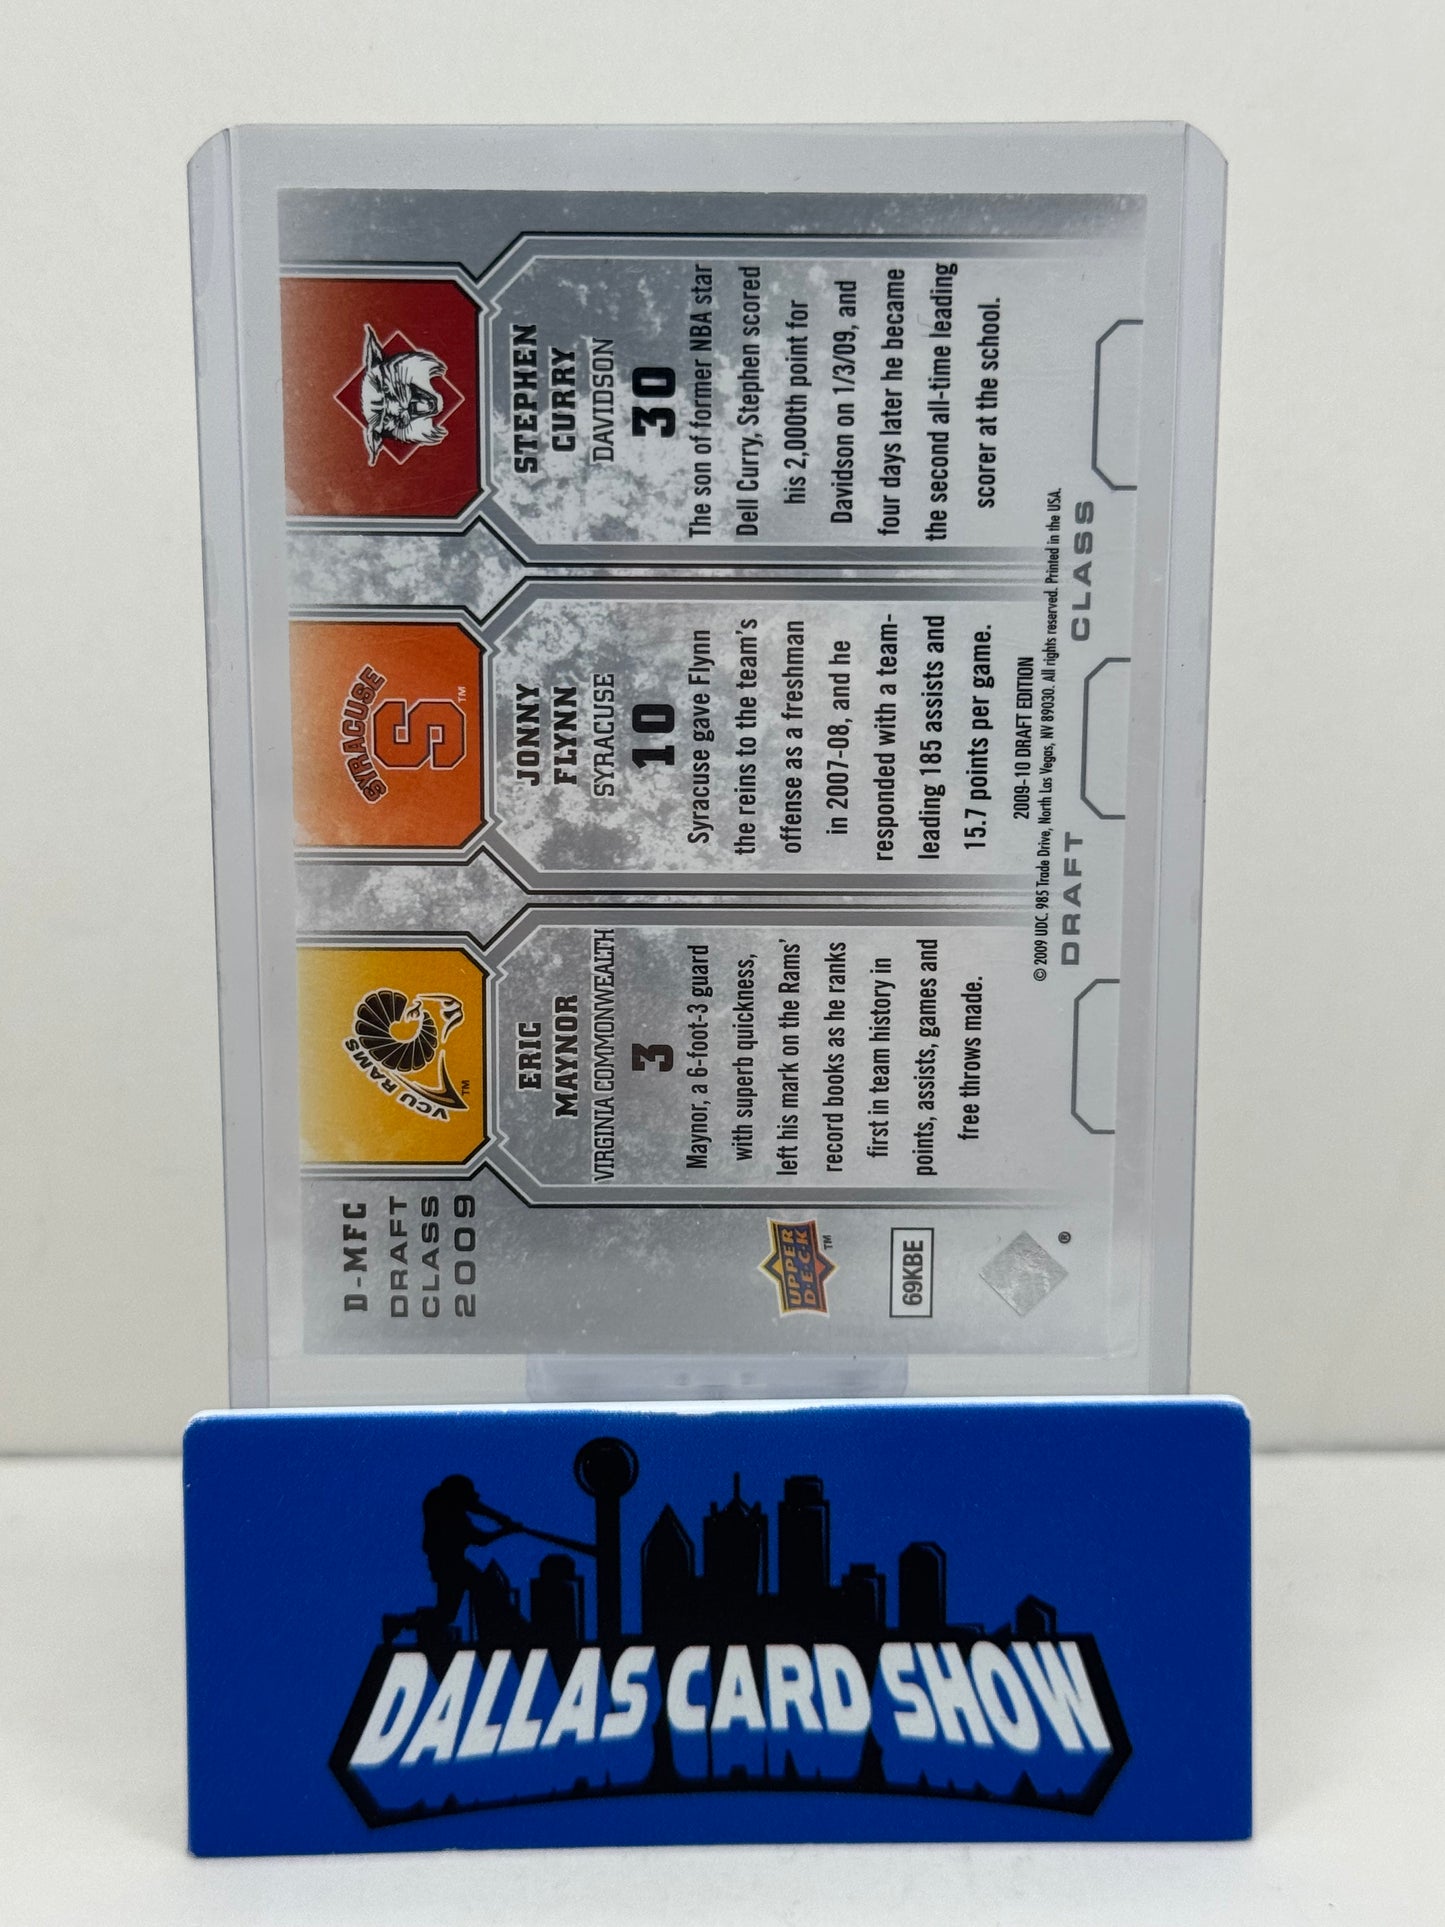 D-MFC
DRAFT
CLASS
2009
VCU RAMS
TM
ERIC
MAYNOR
VIRGINIA COMMONWEALTH
3
Maynor, a 6-foot-3 guard
with superb quickness,
left his mark on the Rams'
record books as he ranks
first in team history in
points, assists, games and
free throws made.
SYRACUSE
S
TM
JONNY
FLYNN
SYRACUSE
10
Syracuse gave Flynn
the reins to the team's
offense as a freshman
in 2007-08, and he
responded with a team-
leading 185 assists and
15.7 points per game.
STEPHEN
CURRY
DAVIDSON
30
The son of former NBA star
Dell Curry, Stephen scored
his 2,000th point for
Davidson on 1/3/09, and
four days later he became
the second all-time leading
scorer at the school.
UPPER
D·E·C·K
TM
69KBE
®
2009-10 DRAFT EDITION
© 2009 UDC. 985 Trade Drive, North Las Vegas, NV 89030. All rights reserved. Printed in the USA.
DRAFT CLASS
DALLAS CARD SHOW